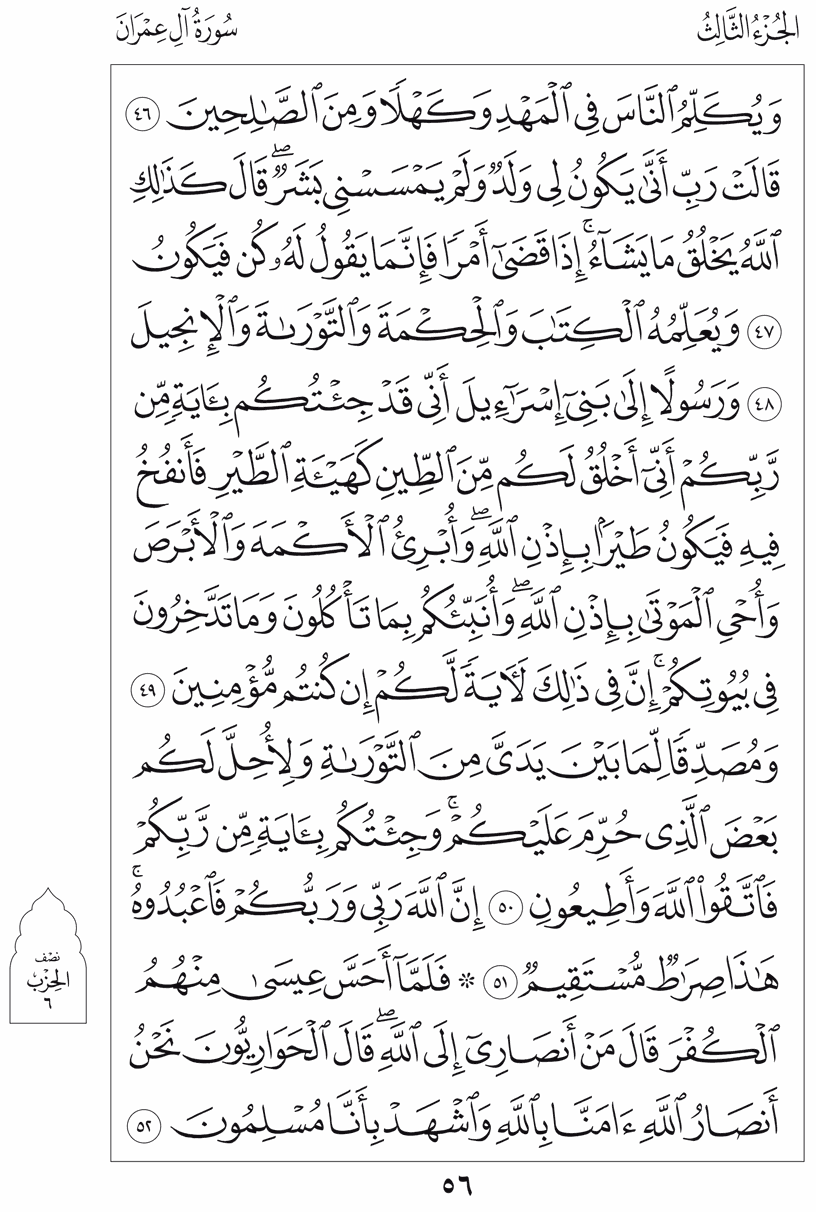 الجُزْءُ الثَّالِثُ
سُورَةُ آلِ عِمْرَانَ
وَيُكَلِّمُ ٱلنَّاسَ فِي ٱلْمَهْدِ وَكَهْلًا وَمِنَ ٱلصَّٰلِحِينَ ٤٦
قَالَتْ رَبِّ أَنَّىٰ يَكُونُ لِي وَلَدٌ وَلَمْ يَمْسَسْنِي بَشَرٌ ۖ قَالَ كَذَٰلِكِ
ٱللَّهُ يَخْلُقُ مَا يَشَآءُ ۚ إِذَا قَضَىٰٓ أَمْرًا فَإِنَّمَا يَقُولُ لَهُۥ كُن فَيَكُونُ
٤٧ وَيُعَلِّمُهُ ٱلْكِتَٰبَ وَٱلْحِكْمَةَ وَٱلتَّوْرَىٰةَ وَٱلْإِنجِيلَ
٤٨ وَرَسُولًا إِلَىٰ بَنِيٓ إِسْرَٰٓءِيلَ أَنِّي قَدْ جِئْتُكُم بِـَٔايَةٍ مِّن
رَّبِّكُمْ أَنِّيٓ أَخْلُقُ لَكُم مِّنَ ٱلطِّينِ كَهَيْـَٔةِ ٱلطَّيْرِ فَأَنفُخُ
فِيهِ فَيَكُونُ طَيْرًۢا بِإِذْنِ ٱللَّهِ ۖ وَأُبْرِئُ ٱلْأَكْمَهَ وَٱلْأَبْرَصَ
وَأُحْيِ ٱلْمَوْتَىٰ بِإِذْنِ ٱللَّهِ ۖ وَأُنَبِّئُكُم بِمَا تَأْكُلُونَ وَمَا تَدَّخِرُونَ
فِي بُيُوتِكُمْ ۚ إِنَّ فِي ذَٰلِكَ لَـَٔايَةً لَّكُمْ إِن كُنتُم مُّؤْمِنِينَ ٤٩
وَمُصَدِّقًا لِّمَا بَيْنَ يَدَيَّ مِنَ ٱلتَّوْرَىٰةِ وَلِأُحِلَّ لَكُم
بَعْضَ ٱلَّذِي حُرِّمَ عَلَيْكُمْ ۚ وَجِئْتُكُم بِـَٔايَةٍ مِّن رَّبِّكُمْ
فَٱتَّقُوا۟ ٱللَّهَ وَأَطِيعُونِ ٥٠ إِنَّ ٱللَّهَ رَبِّي وَرَبُّكُمْ فَٱعْبُدُوهُ ۚ
هَٰذَا صِرَٰطٌ مُّسْتَقِيمٌ ٥١ * فَلَمَّآ أَحَسَّ عِيسَىٰ مِنْهُمُ
ٱلْكُفْرَ قَالَ مَنْ أَنصَارِيٓ إِلَى ٱللَّهِ ۖ قَالَ ٱلْحَوَارِيُّونَ نَحْنُ
أَنصَارُ ٱللَّهِ ءَامَنَّا بِٱللَّهِ وَٱشْهَدْ بِأَنَّا مُسْلِمُونَ ٥٢
نصف
الحِزْب
٦
٥٦